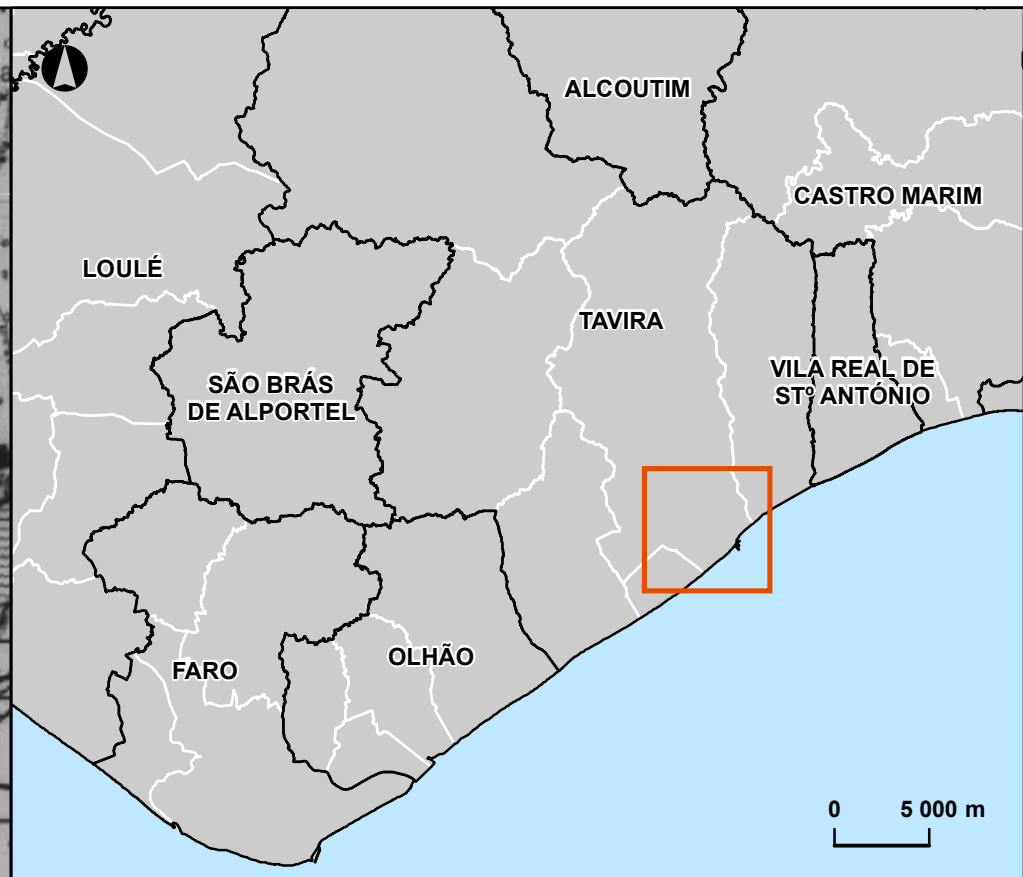 ALCOUTIM
CASTRO MARIM
LOULÉ
TAVIRA
VILA REAL DE
STº ANTÓNIO
SÃO BRÁS
DE ALPORTEL
OLHÃO
FARO
0 5 000 m